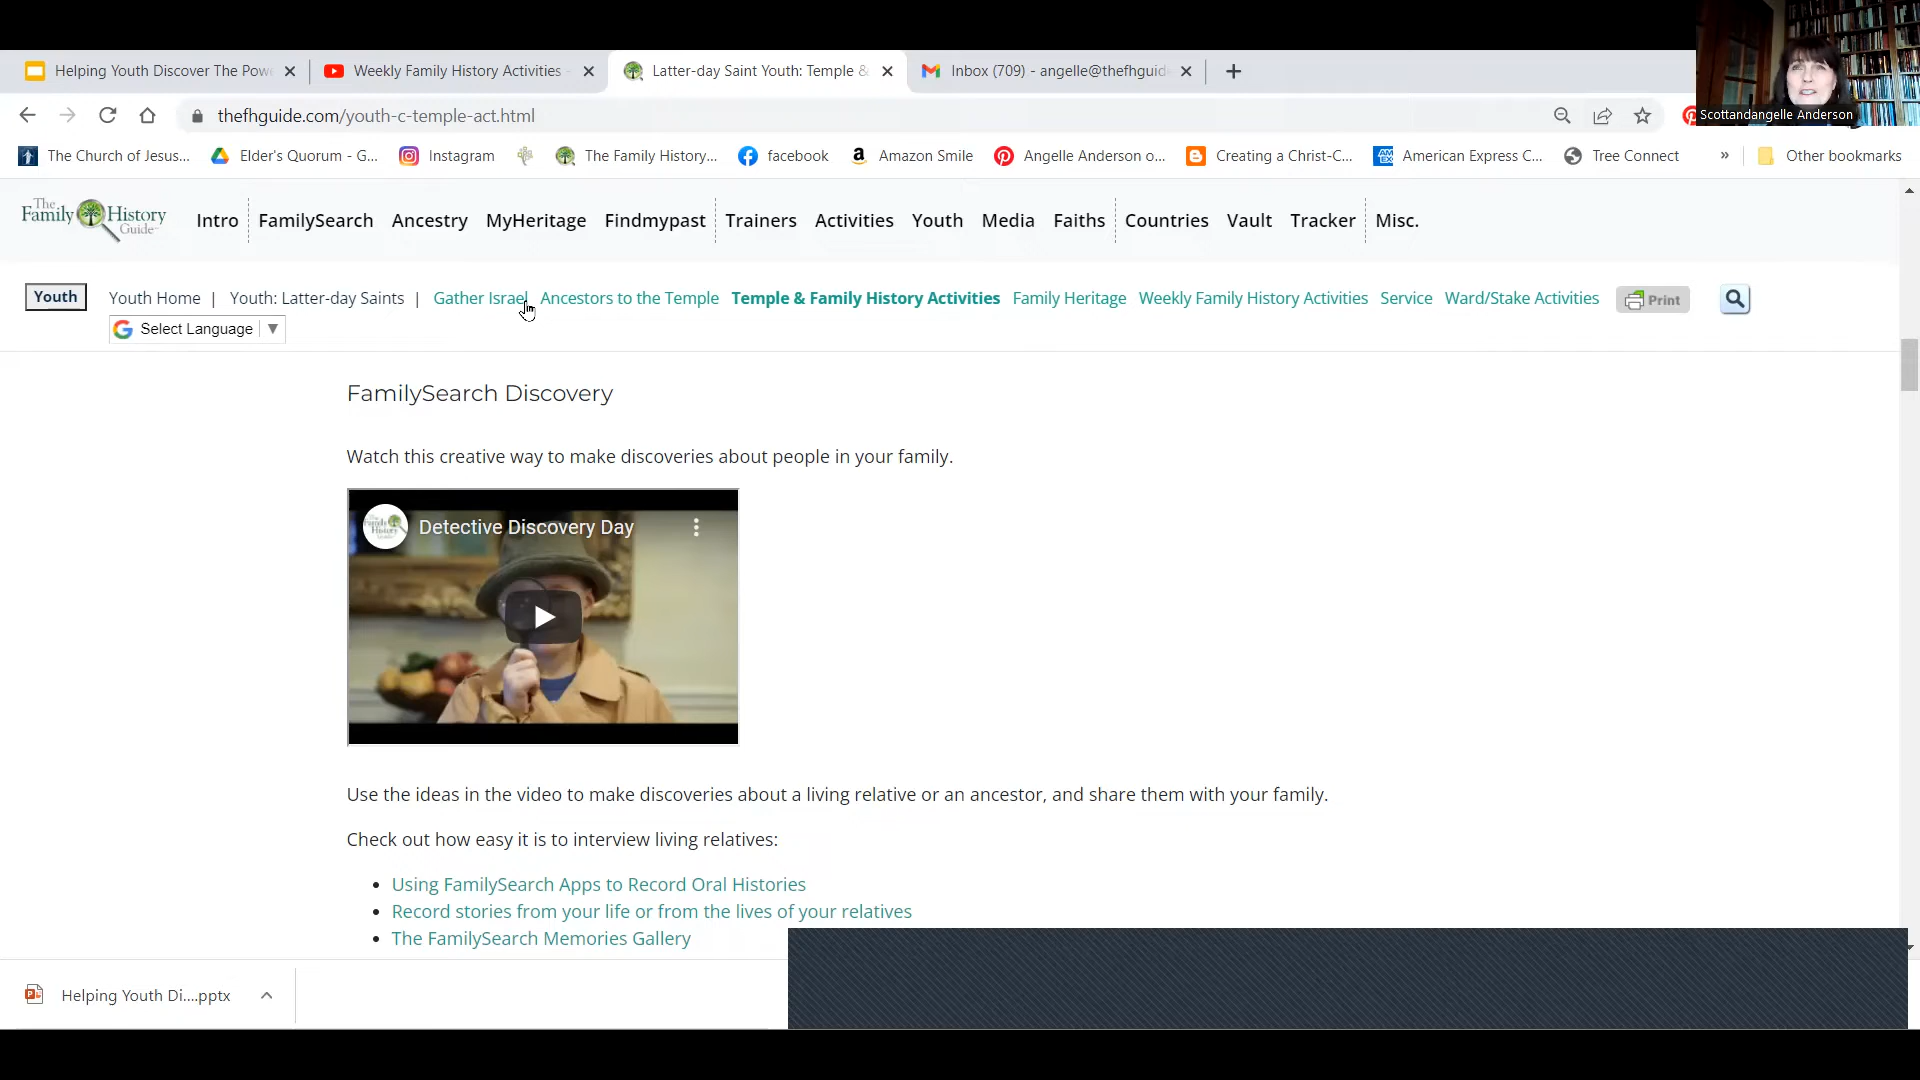 Helping Youth Discover The Pow
Weekly Family History Activities -
Latter-day Saint Youth: Temple &
Inbox (709) - angelle@thefhguid
Scottandangelle Anderson
thefhguide.com/youth-c-temple-act.html
The Church of Jesus...
Elder's Quorum - G...
Instagram
The Family History...
facebook
Amazon Smile
Angelle Anderson o...
Creating a Christ-C...
AM EX
American Express C...
Tree Connect
»
Other bookmarks
The
Family History
Guide
Intro
FamilySearch
Ancestry
MyHeritage
Findmypast
Trainers
Activities
Youth
Media
Faiths
Countries
Vault
Tracker
Misc.
Youth
Youth Home | Youth: Latter-day Saints | Gather Israel Ancestors to the Temple Temple & Family History Activities Family Heritage Weekly Family History Activities Service Ward/Stake Activities
Print
Select Language
FamilySearch Discovery
Watch this creative way to make discoveries about people in your family.
Detective Discovery Day
Use the ideas in the video to make discoveries about a living relative or an ancestor, and share them with your family.
Check out how easy it is to interview living relatives:
• Using FamilySearch Apps to Record Oral Histories
• Record stories from your life or from the lives of your relatives
• The FamilySearch Memories Gallery
Helping Youth Di....pptx